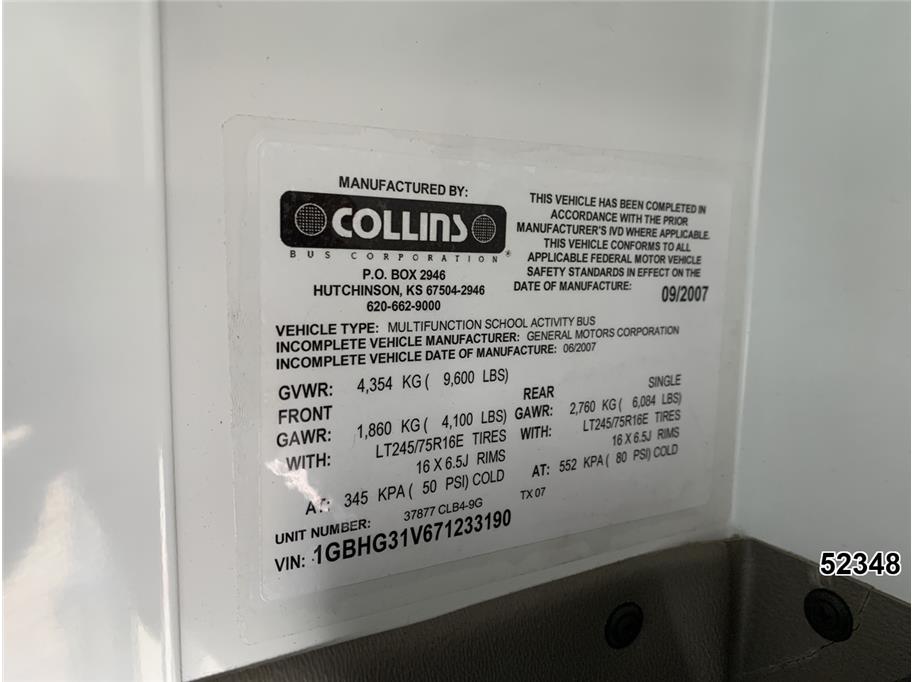 MANUFACTURED BY:
COLLINS
BUS CORPORATION®
P.O. BOX 2946
HUTCHINSON, KS 67504-2946
620-662-9000
THIS VEHICLE HAS BEEN COMPLETED IN
ACCORDANCE WITH THE PRIOR
MANUFACTURER'S IVD WHERE APPLICABLE.
THIS VEHICLE CONFORMS TO ALL
APPLICABLE FEDERAL MOTOR VEHICLE
SAFETY STANDARDS IN EFFECT ON THE
DATE OF MANUFACTURE: 09/2007
VEHICLE TYPE: MULTIFUNCTION SCHOOL ACTIVITY BUS
INCOMPLETE VEHICLE MANUFACTURER: GENERAL MOTORS CORPORATION
INCOMPLETE VEHICLE DATE OF MANUFACTURE: 06/2007
GVWR: 4,354 KG ( 9,600 LBS)
FRONT
GAWR: 1,860 KG ( 4,100 LBS)
WITH: LT245/75R16E TIRES
16 X 6.5J RIMS
AT: 345 KPA ( 50 PSI) COLD
REAR SINGLE
GAWR: 2,760 KG ( 6,084 LBS)
WITH: LT245/75R16E TIRES
16 X 6.5J RIMS
AT: 552 KPA ( 80 PSI) COLD
UNIT NUMBER: 37877 CLB4-9G TX 07
VIN: 1GBHG31V671233190
52348